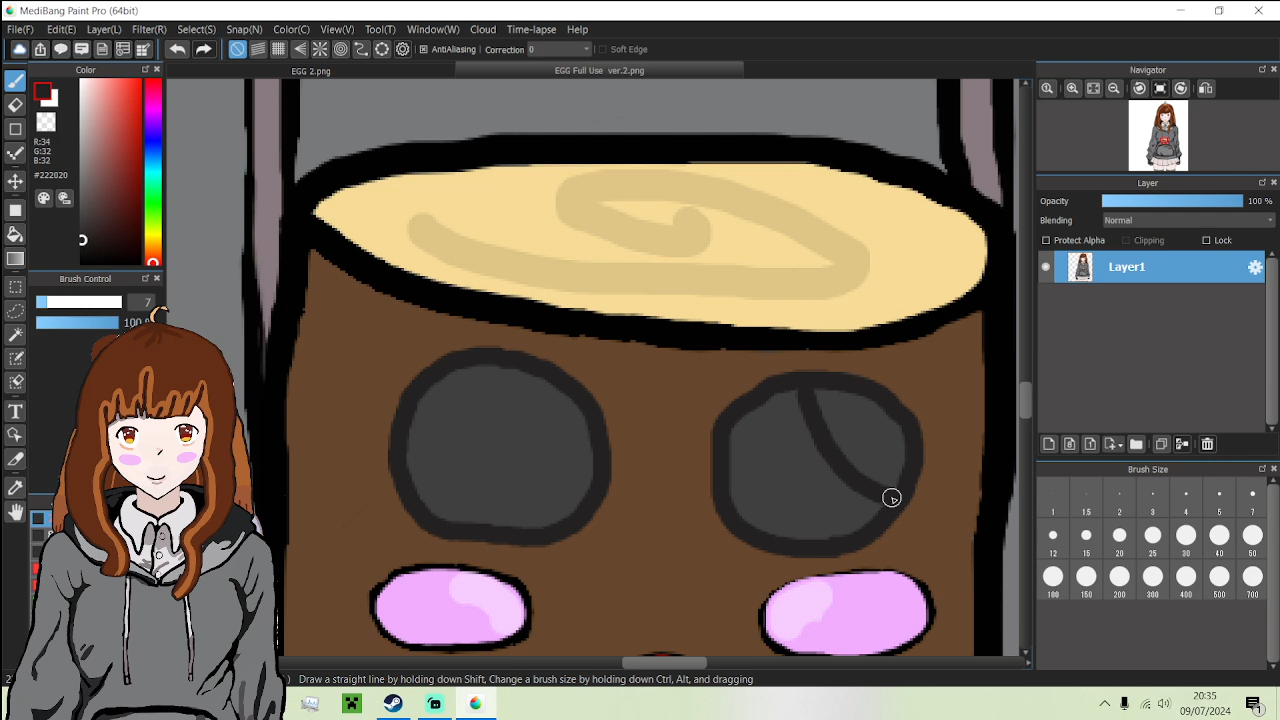 MediBang Paint Pro (64bit)
File(F) Edit(E) Layer(L) Filter(R) Select(S) Snap(N) Color(C) View(V) Tool(T) Window(W) Cloud Time-lapse Help
AntiAliasing Correction 0 Soft Edge
Color
EGG 2.png
EGG Full Use ver.2.png
Navigator
R:34
G:32
B:32
#222020
Brush Control
7
100
Layer
Opacity 100 %
Blending Normal
Protect Alpha Clipping Lock
Layer1
Brush Size
1 1.5 2 3 4 5 7
12 15 20 25 30 40 50
100 150 200 300 400 500 700
Draw a straight line by holding down Shift, Change a brush size by holding down Ctrl, Alt, and dragging
20:35
09/07/2024
1